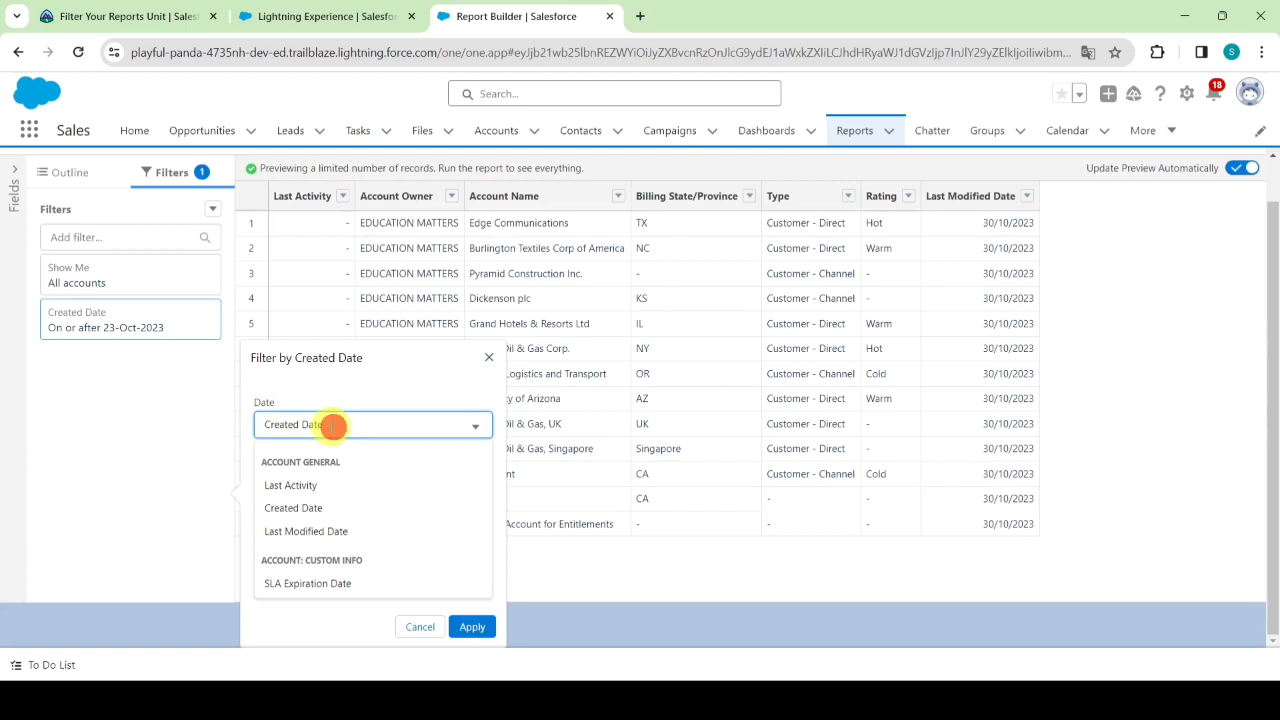 Filter Your Reports Unit | Sales
Lightning Experience | Salesfo
Report Builder | Salesforce
playful-panda-4735nh-dev-ed.trailblaze.lightning.force.com/one/one.app#
S
Search...
18
Sales
Home
Opportunities
Leads
Tasks
Files
Accounts
Contacts
Campaigns
Dashboards
Reports
Chatter
Groups
Calendar
More
Fields
Outline
Filters 1
Previewing a limited number of records. Run the report to see everything.
Update Preview Automatically
Filters
Add filter...
Show Me
All accounts
Created Date
On or after 23-Oct-2023
Last Activity Account Owner Account Name Billing State/Province Type Rating Last Modified Date
1 - EDUCATION MATTERS Edge Communications TX Customer - Direct Hot 30/10/2023
2 - EDUCATION MATTERS Burlington Textiles Corp of America NC Customer - Direct Warm 30/10/2023
3 - EDUCATION MATTERS Pyramid Construction Inc. - Customer - Channel - 30/10/2023
4 - EDUCATION MATTERS Dickenson plc KS Customer - Channel - 30/10/2023
5 - EDUCATION MATTERS Grand Hotels & Resorts Ltd IL Customer - Direct Warm 30/10/2023
Oil & Gas Corp. NY Customer - Direct Hot 30/10/2023
Logistics and Transport OR Customer - Channel Cold 30/10/2023
of Arizona AZ Customer - Direct Warm 30/10/2023
Oil & Gas, UK UK Customer - Direct - 30/10/2023
Oil & Gas, Singapore Singapore Customer - Direct - 30/10/2023
nt CA Customer - Channel Cold 30/10/2023
CA - - 30/10/2023
Account for Entitlements - - - 30/10/2023
Filter by Created Date
Date
Created Date
ACCOUNT GENERAL
Last Activity
Created Date
Last Modified Date
ACCOUNT: CUSTOM INFO
SLA Expiration Date
Cancel
Apply
To Do List